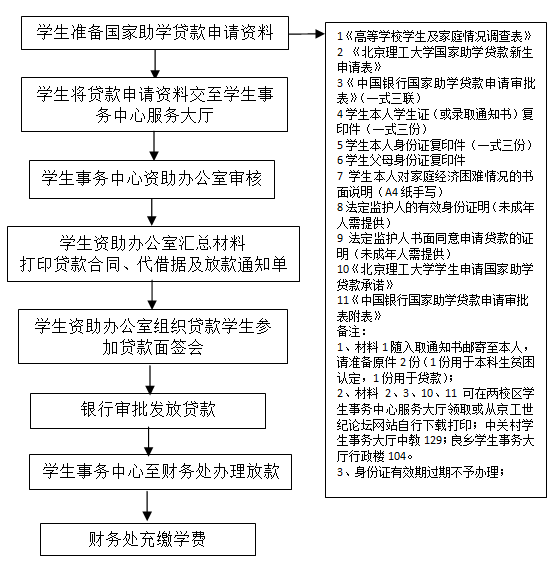 学生准备国家助学贷款申请资料
学生将贷款申请资料交至学生事
务中心服务大厅
学生事务中心资助办公室审核
学生资助办公室汇总材料
打印贷款合同、代借据及放款通知单
学生资助办公室组织贷款学生参
加贷款面签会
银行审批发放贷款
学生事务中心至财务处办理放款
财务处充缴学费
1《高等学校学生及家庭情况调查表》
2 《北京理工大学国家助学贷款新生
申请表》
3《中国银行国家助学贷款申请审批
表》（一式三联）
4学生本人学生证（或录取通知书）复
印件（一式三份）
5学生本人身份证复印件（一式三份）
6学生父母身份证复印件
7 学生本人对家庭经济困难情况的书
面说明（A4纸手写）
8法定监护人的有效身份证明（未成年
人需提供）
9 法定监护人书面同意申请贷款的证
明（未成年人需提供）
10《北京理工大学学生申请国家助学
贷款承诺》
11《中国银行国家助学贷款申请审批
表附表》
备注：
1、材料1随入取通知书邮寄至本人，
请准备原件2份（1份用于本科生贫困
认定，1份用于贷款）；
2、材料 2、3、10、11 可在两校区学
生事务中心服务大厅领取或从京工世
纪论坛网站自行下载打印；中关村学
生事务大厅中教129；良乡学生事务大
厅行政楼104。
3、身份证有效期过期不予办理；